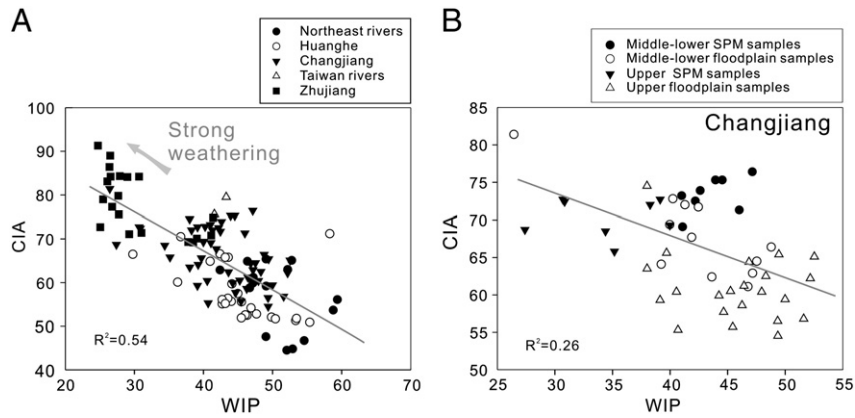 A
Northeast rivers
Huanghe
Changjiang
Taiwan rivers
Zhujiang
100
90
80
70
60
50
40
CIA
Strong
weathering
R²=0.54
20 30 40 50 60 70
WIP
B
Middle-lower SPM samples
Middle-lower floodplain samples
Upper SPM samples
Upper floodplain samples
Changjiang
85
80
75
70
65
60
55
50
CIA
R²=0.26
25 30 35 40 45 50 55
WIP